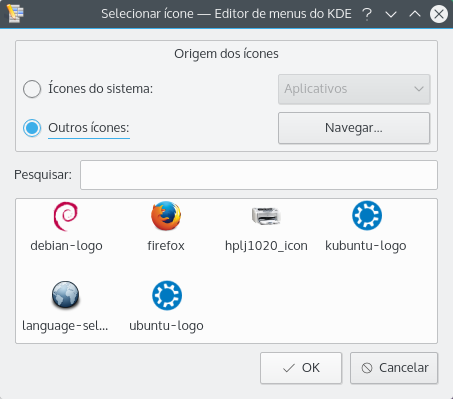 Selecionar ícone — Editor de menus do KDE
Origem dos ícones
Ícones do sistema:
Aplicativos
Outros ícones:
Navegar...
Pesquisar:
debian-logo
firefox
hplj1020_icon
kubuntu-logo
language-sel...
ubuntu-logo
OK
Cancelar